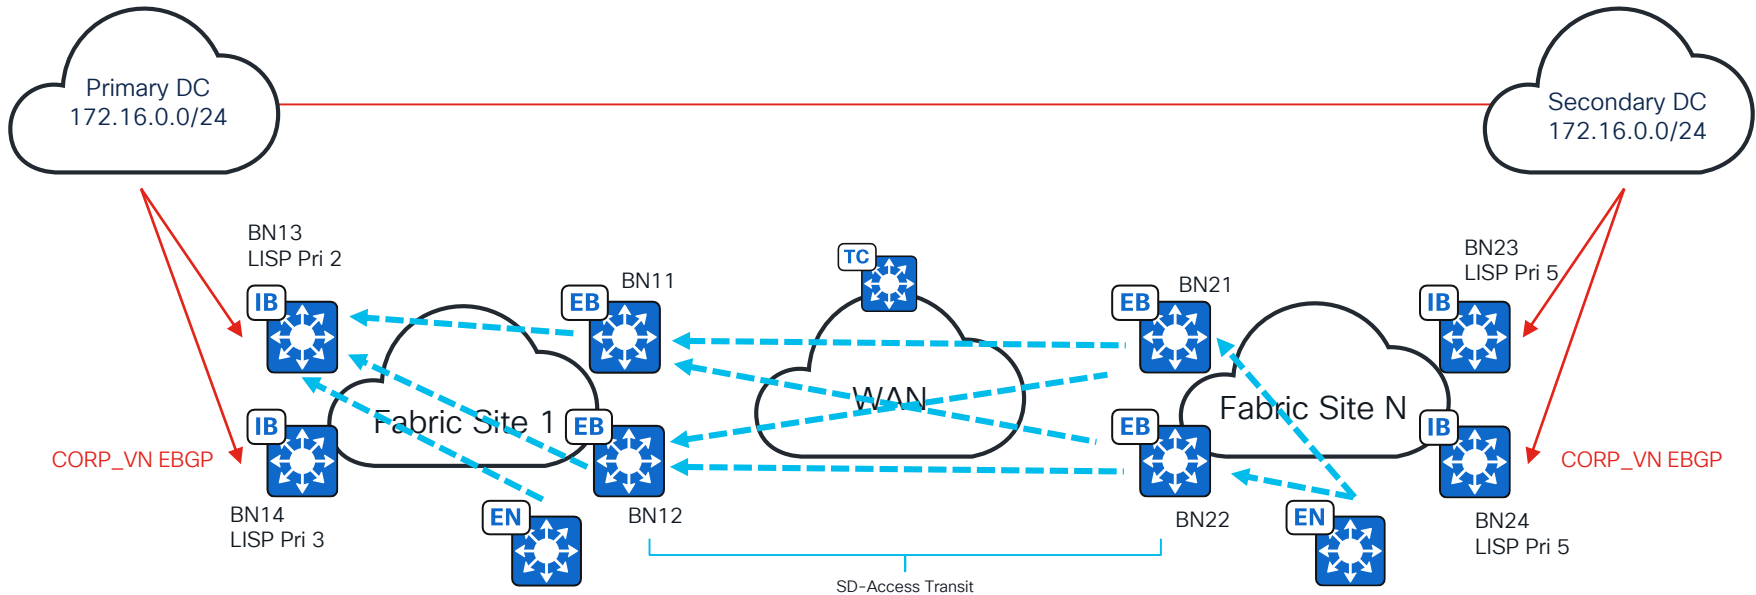 Primary DC
172.16.0.0/24
Secondary DC
172.16.0.0/24
BN13
LISP Pri 2
IB
BN11
EB
TC
BN21
EB
BN23
LISP Pri 5
IB
WAN
Fabric Site 1
Fabric Site N
IB
EB
EB
IB
CORP_VN EBGP
CORP_VN EBGP
BN14
LISP Pri 3
EN
BN12
BN22
EN
BN24
LISP Pri 5
SD-Access Transit